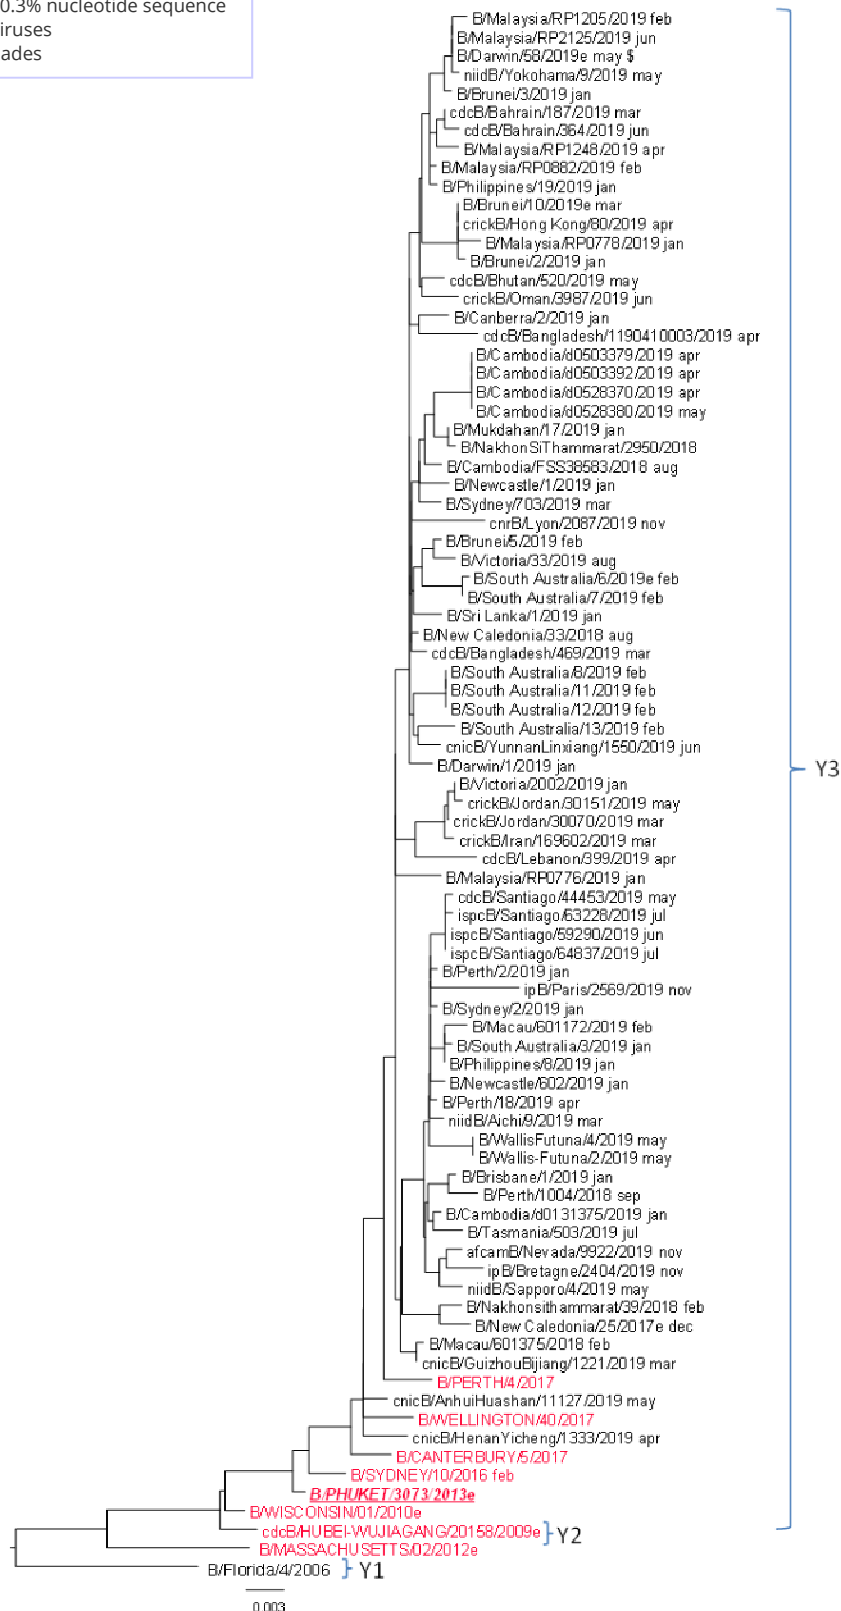 0.3% nucleotide sequence
iruses
ades
B/Malaysia/RP1205/2019 feb
B/Malaysia/RP2125/2019 jun
B/Darwin/58/2019e may $
niidB/Yokohama/9/2019 may
B/Brunei/3/2019 jan
cdcB/Bahrain/187/2019 mar
cdcB/Bahrain/364/2019 jun
B/Malaysia/RP1248/2019 apr
B/Malaysia/RP0882/2019 feb
B/Philippines/19/2019 jan
B/Brunei/10/2019e mar
crickB/Hong Kong/80/2019 apr
B/Malaysia/RP0778/2019 jan
B/Brunei/2/2019 jan
cdcB/Bhutan/520/2019 may
crickB/Oman/3987/2019 jun
B/Canberra/2/2019 jan
cdcB/Bangladesh/1190410003/2019 apr
B/Cambodia/d0503379/2019 apr
B/Cambodia/d0503392/2019 apr
B/Cambodia/d0528370/2019 apr
B/Cambodia/d0528380/2019 may
B/Mukdahan/17/2019 jan
B/NakhonSiThammarat/2950/2018
B/Cambodia/FSS38583/2018 aug
B/Newcastle/1/2019 jan
B/Sydney/703/2019 mar
cnrB/Lyon/2087/2019 nov
B/Brunei/5/2019 feb
B/Victoria/33/2019 aug
B/South Australia/6/2019e feb
B/South Australia/7/2019 feb
B/Sri Lanka/1/2019 jan
B/New Caledonia/33/2018 aug
cdcB/Bangladesh/469/2019 mar
B/South Australia/8/2019 feb
B/South Australia/11/2019 feb
B/South Australia/12/2019 feb
B/South Australia/13/2019 feb
cnicB/YunnanLinxiang/1550/2019 jun
B/Darwin/1/2019 jan
Y3
B/Victoria/2002/2019 jan
crickB/Jordan/30151/2019 may
crickB/Jordan/30070/2019 mar
crickB/Iran/169602/2019 mar
cdcB/Lebanon/399/2019 apr
B/Malaysia/RP0776/2019 jan
cdcB/Santiago/44453/2019 may
ispcB/Santiago/63228/2019 jul
ispcB/Santiago/59290/2019 jun
ispcB/Santiago/64837/2019 jul
B/Perth/2/2019 jan
ipB/Paris/2569/2019 nov
B/Sydney/2/2019 jan
B/Macau/601172/2019 feb
B/South Australia/3/2019 jan
B/Philippines/8/2019 jan
B/Newcastle/602/2019 jan
B/Perth/18/2019 apr
niidB/Aichi/9/2019 mar
B/WallisFutuna/4/2019 may
B/Wallis-Futuna/2/2019 may
B/Brisbane/1/2019 jan
B/Perth/1004/2018 sep
B/Cambodia/d0131375/2019 jan
B/Tasmania/503/2019 jul
afcamB/Nevada/9922/2019 nov
ipB/Bretagne/2404/2019 nov
niidB/Sapporo/4/2019 may
B/Nakhonsithammarat/39/2018 feb
B/New Caledonia/25/2017e dec
B/Macau/601375/2018 feb
cnicB/GuizhouBijiang/1221/2019 mar
B/PERTH/4/2017
cnicB/AnhuiHuashan/11127/2019 may
B/WELLINGTON/40/2017
cnicB/HenanYicheng/1333/2019 apr
B/CANTERBURY/5/2017
B/SYDNEY/10/2016 feb
B/PHUKET/3073/2013e
B/WISCONSIN/01/2010e
cdcB/HUBEI-WUJIAGANG/20158/2009e Y2
B/MASSACHUSETTS/02/2012e
B/Florida/4/2006 Y1
0.003